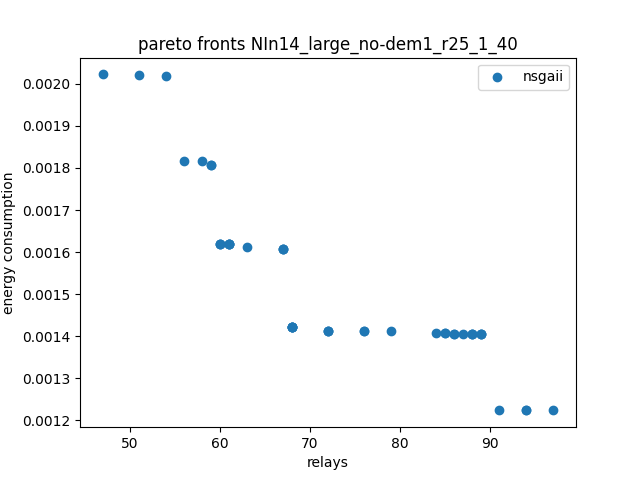 pareto fronts NIn14_large_no-dem1_r25_1_40
nsgaii
energy consumption
0.0020
0.0019
0.0018
0.0017
0.0016
0.0015
0.0014
0.0013
0.0012
50 60 70 80 90
relays